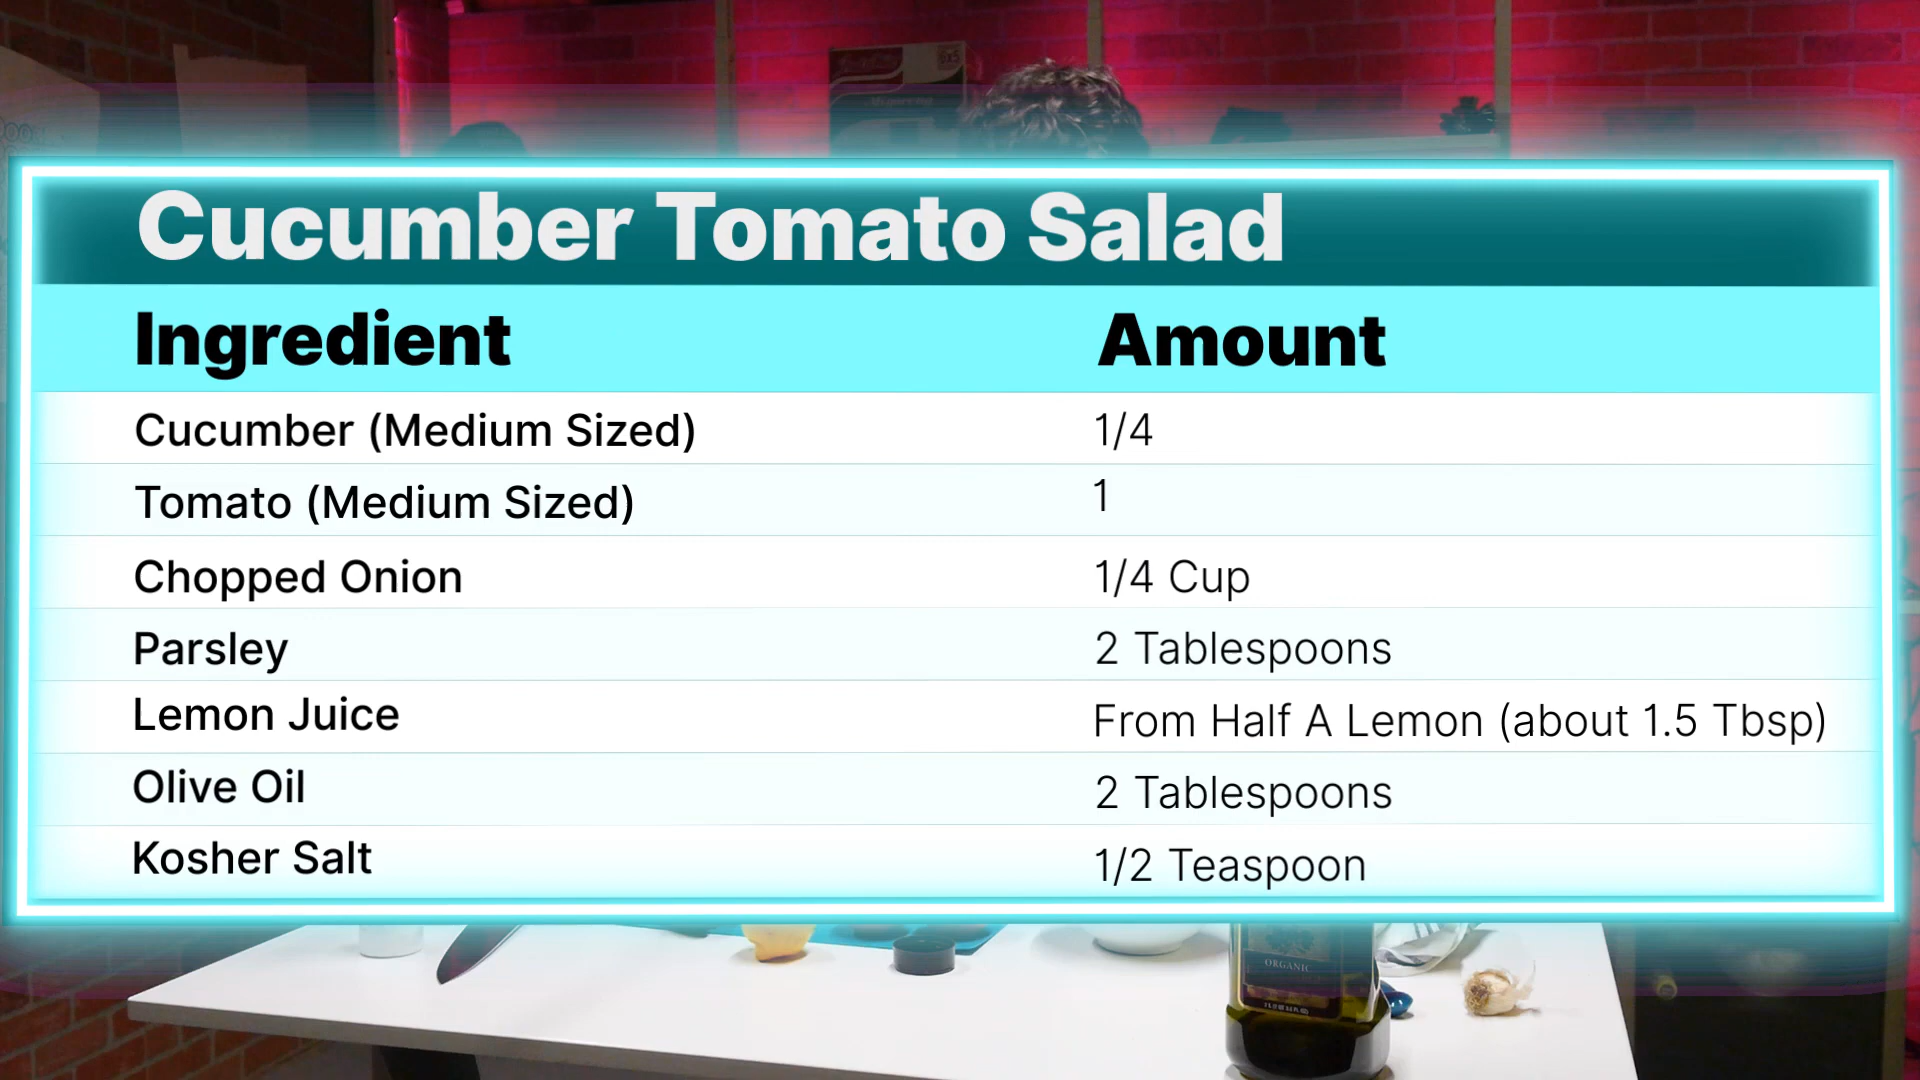 Cucumber Tomato Salad
Ingredient Amount
Cucumber (Medium Sized) 1/4
Tomato (Medium Sized) 1
Chopped Onion 1/4 Cup
Parsley 2 Tablespoons
Lemon Juice From Half A Lemon (about 1.5 Tbsp)
Olive Oil 2 Tablespoons
Kosher Salt 1/2 Teaspoon
ORGANIC